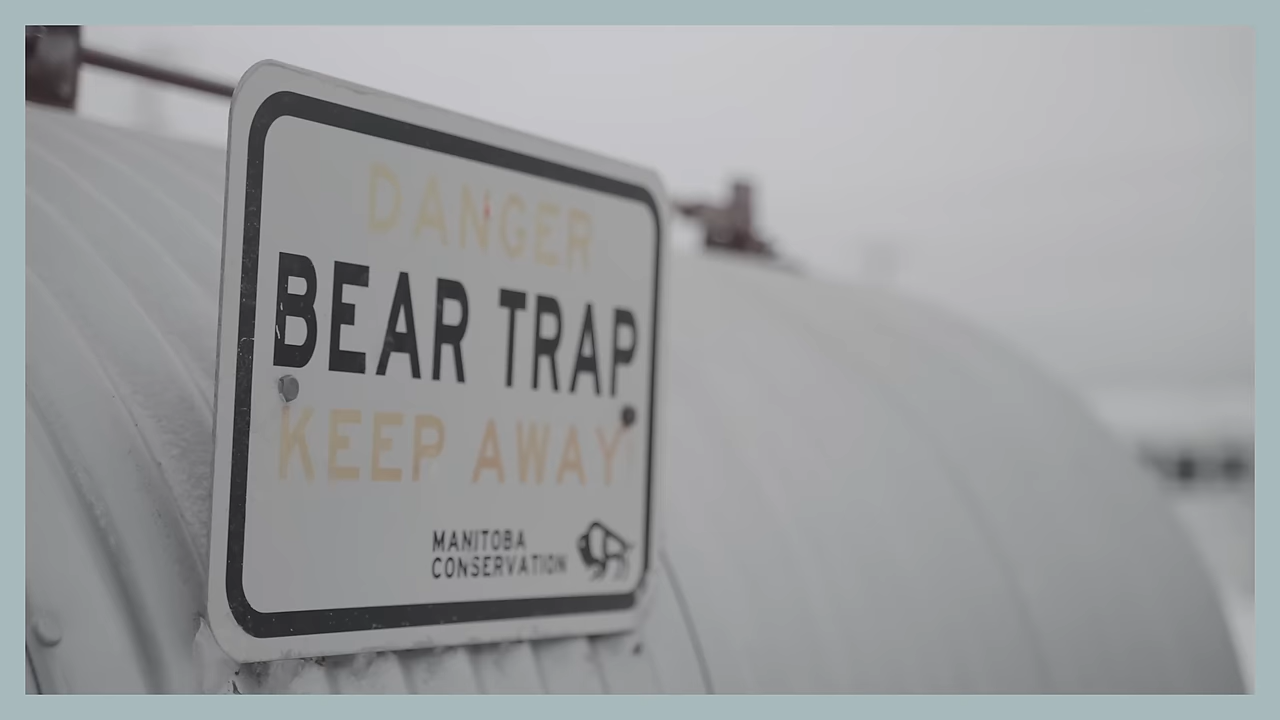 DANGER
BEAR TRAP
KEEP AWAY
MANITOBA
CONSERVATION